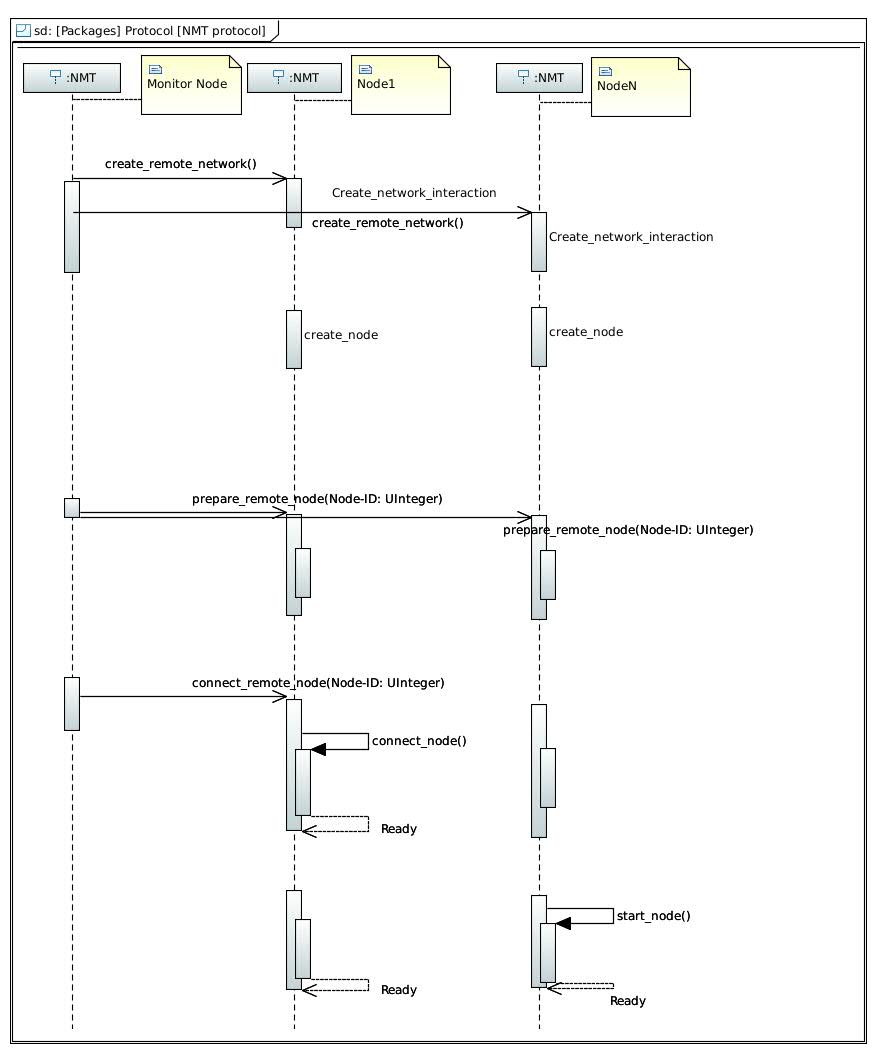 sd: [Packages] Protocol [NMT protocol]
:NMT
Monitor Node
:NMT
Node1
:NMT
NodeN
create_remote_network()
Create_network_interaction
create_remote_network()
Create_network_interaction
create_node
create_node
prepare_remote_node(Node-ID: UInteger)
prepare_remote_node(Node-ID: UInteger)
connect_remote_node(Node-ID: UInteger)
connect_node()
Ready
start_node()
Ready
Ready